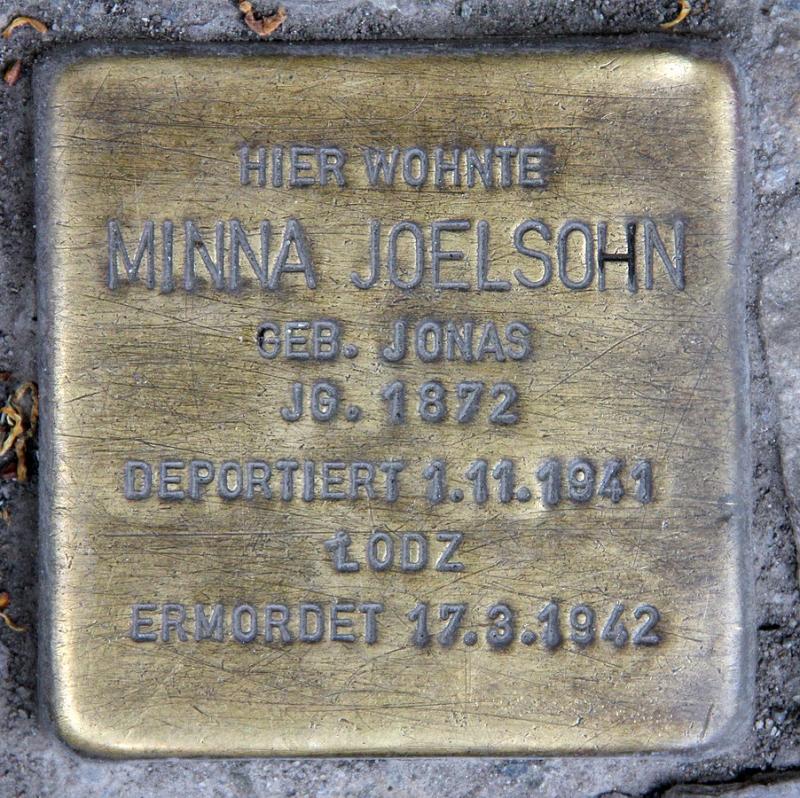 HIER WOHNTE
MINNA JOELSOHN
GEB. JONAS
JG. 1872
DEPORTIERT 1.11.1941
ŁODZ
ERMORDET 17.3.1942